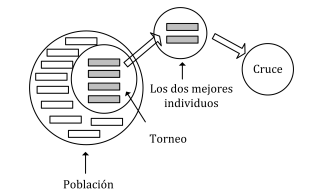 Cruce
Los dos mejores
individuos
Torneo
Población